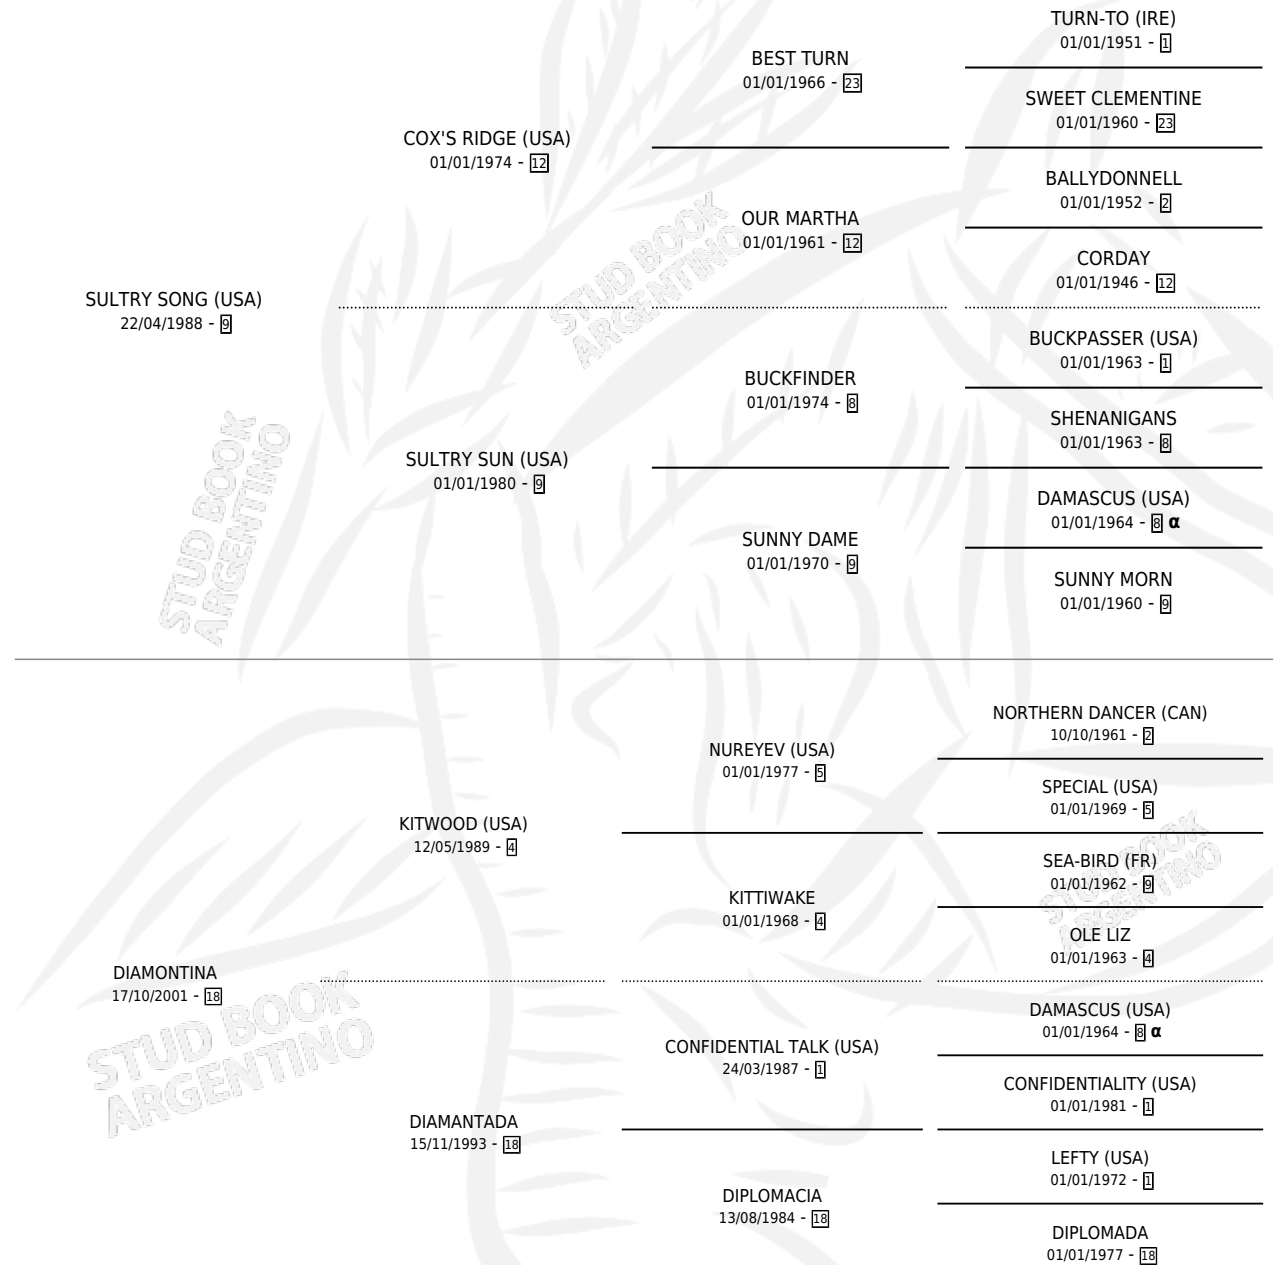 TURN-TO (IRE)
01/01/1951 - 1
BEST TURN
01/01/1966 - 23
SWEET CLEMENTINE
01/01/1960 - 23
COX'S RIDGE (USA)
01/01/1974 - 12
BALLYDONNELL
01/01/1952 - 2
OUR MARTHA
01/01/1961 - 12
CORDAY
01/01/1946 - 12
STUD BOOK
ARGENTINO
SULTRY SONG (USA)
22/04/1988 - 9
BUCKPASSER (USA)
01/01/1963 - 1
BUCKFINDER
01/01/1974 - 8
SHENANIGANS
01/01/1963 - 8
SULTRY SUN (USA)
01/01/1980 - 9
DAMASCUS (USA)
01/01/1964 - 8 α
SUNNY DAME
01/01/1970 - 9
SUNNY MORN
01/01/1960 - 9
STUD BOOK
ARGENTINO
NORTHERN DANCER (CAN)
10/10/1961 - 2
NUREYEV (USA)
01/01/1977 - 5
SPECIAL (USA)
01/01/1969 - 5
KITWOOD (USA)
12/05/1989 - 4
SEA-BIRD (FR)
01/01/1962 - 9
KITTIWAKE
01/01/1968 - 4
OLE LIZ
01/01/1963 - 4
STUD BOOK
ARGENTINO
DIAMONTINA
17/10/2001 - 18
DAMASCUS (USA)
01/01/1964 - 8 α
CONFIDENTIAL TALK (USA)
24/03/1987 - 1
CONFIDENTIALITY (USA)
01/01/1981 - 1
STUD BOOK
ARGENTINO
DIAMANTADA
15/11/1993 - 18
LEFTY (USA)
01/01/1972 - 1
DIPLOMACIA
13/08/1984 - 18
DIPLOMADA
01/01/1977 - 18